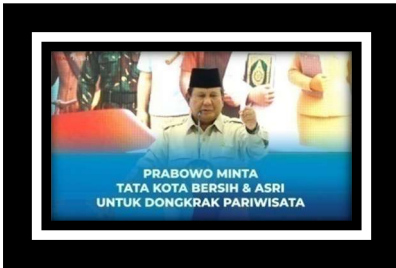 PRABOWO MINTA
TATA KOTA BERSIH & ASRI
UNTUK DONGKRAK PARIWISATA